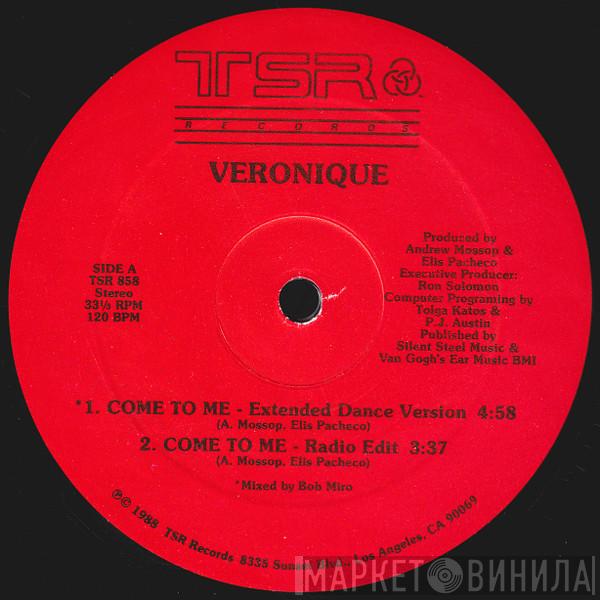 TSR
RECORDS
VERONIQUE
SIDE A
TSR 858
Stereo
33⅓ RPM
120 BPM
Produced by
Andrew Mossop &
Elis Pacheco
Executive Producer:
Ron Solomon
Computer Programing by
Tolga Katos &
P.J. Austin
Published by
Silent Steel Music &
Van Gogh's Ear Music BMI
*1. COME TO ME - Extended Dance Version 4:58
(A. Mossop, Elis Pacheco)
2. COME TO ME - Radio Edit 3:37
(A. Mossop, Elis Pacheco)
*Mixed by Bob Miro
℗© 1988 TSR Records 8335 Sunset Blvd., Los Angeles, CA 90069
МАРКЕТ ВИНИЛА